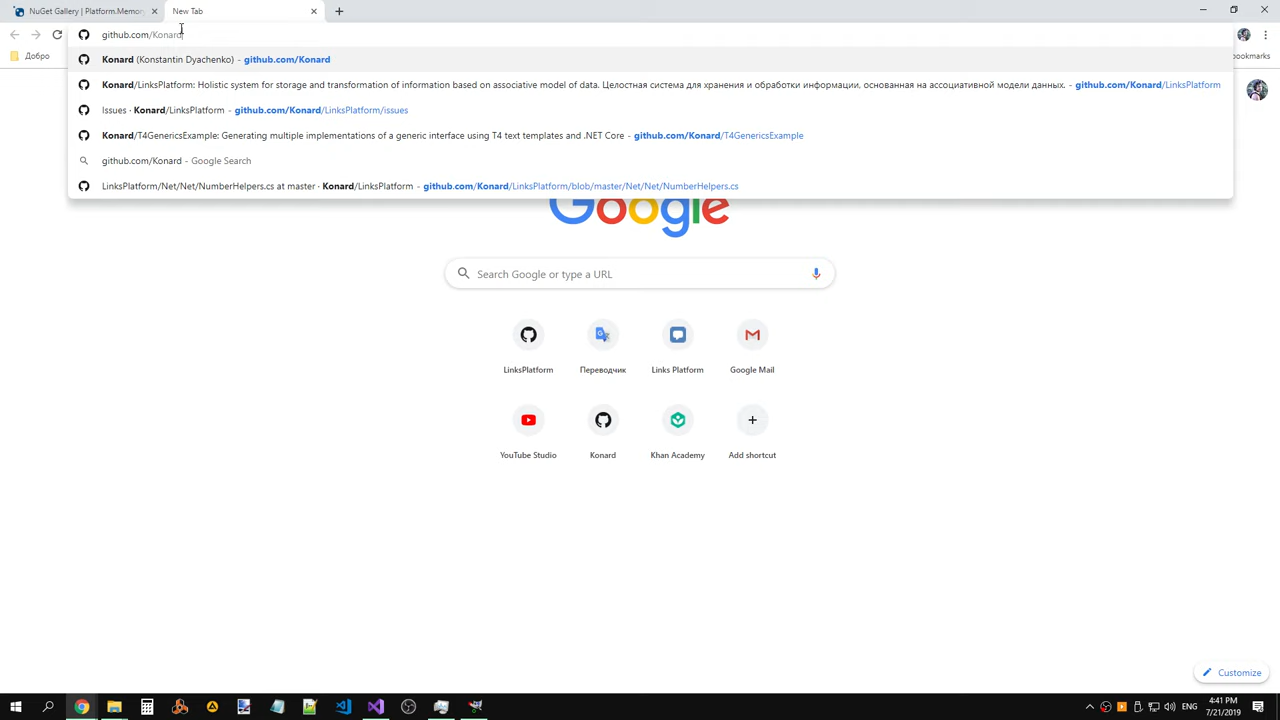 NuGet Gallery | Platform.Memory
New Tab
github.com/Konard
Добро
bookmarks
Konard (Konstantin Dyachenko) - github.com/Konard
Konard/LinksPlatform: Holistic system for storage and transformation of information based on associative model of data. Целостная система для хранения и обработки информации, основанная на ассоциативной модели данных. - github.com/Konard/LinksPlatform
Issues · Konard/LinksPlatform - github.com/Konard/LinksPlatform/issues
Konard/T4GenericsExample: Generating multiple implementations of a generic interface using T4 text templates and .NET Core - github.com/Konard/T4GenericsExample
github.com/Konard - Google Search
LinksPlatform/Net/Net/NumberHelpers.cs at master · Konard/LinksPlatform - github.com/Konard/LinksPlatform/blob/master/Net/Net/NumberHelpers.cs
Google
Search Google or type a URL
LinksPlatform
Переводчик
Links Platform
Google Mail
YouTube Studio
Konard
Khan Academy
Add shortcut
Customize
ENG
4:41 PM
7/21/2019